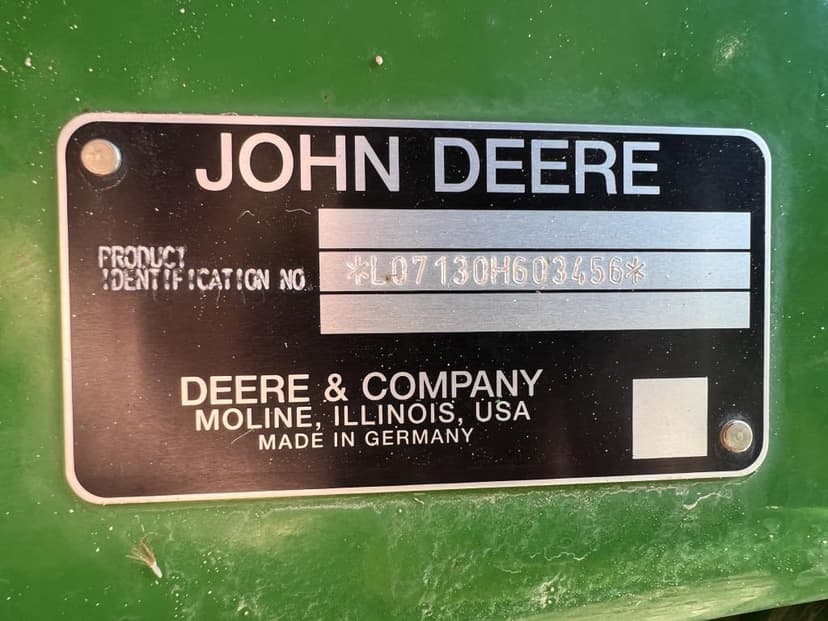 JOHN DEERE
PRODUCT
IDENTIFICATION NO
*L07130H603456*
DEERE & COMPANY
MOLINE, ILLINOIS, USA
MADE IN GERMANY